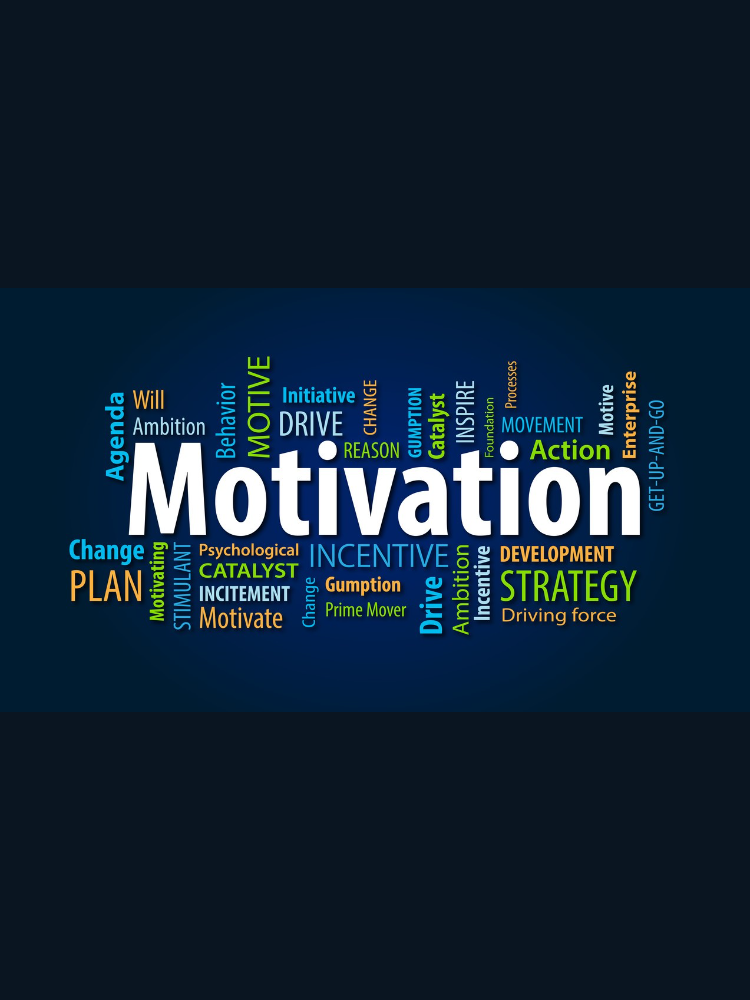 Agenda
Will
Ambition
Behavior
MOTIVE
Initiative
DRIVE
CHANGE
REASON
GUMPTION
Catalyst
INSPIRE
Foundation
Processes
MOVEMENT
Action
Motive
Enterprise
GET-UP-AND-GO
Motivation
Change
PLAN
Motivating
STIMULANT
Psychological
CATALYST
INCITEMENT
Motivate
INCENTIVE
Change
Gumption
Prime Mover
Drive
Ambition
Incentive
DEVELOPMENT
STRATEGY
Driving force